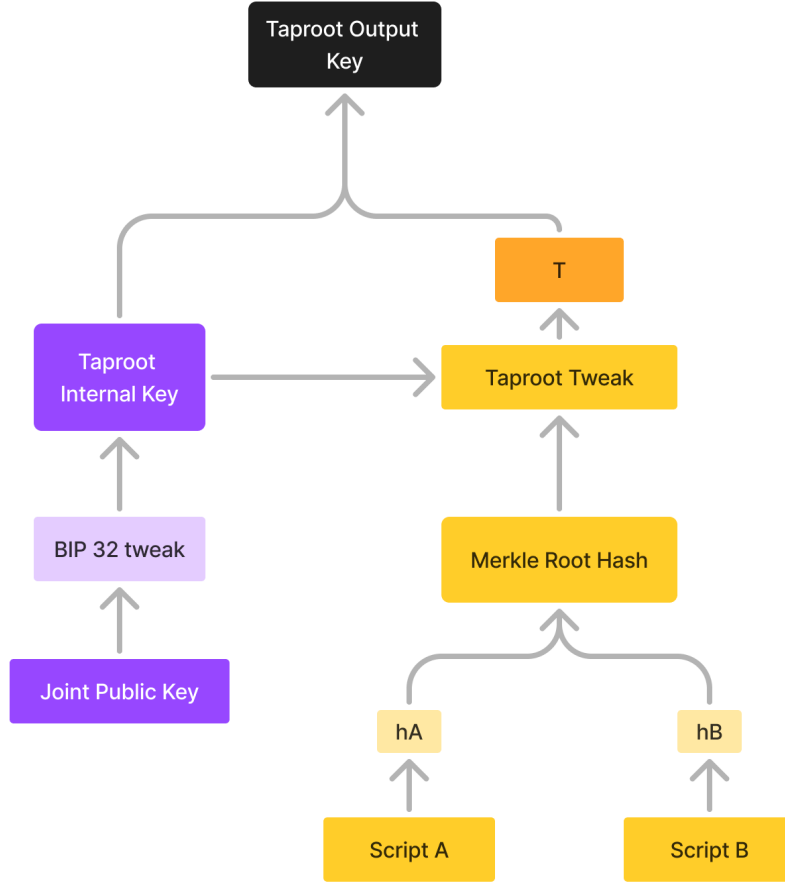 Taproot Output
Key
T
Taproot
Internal Key
Taproot Tweak
BIP 32 tweak
Merkle Root Hash
Joint Public Key
hA
hB
Script A
Script B